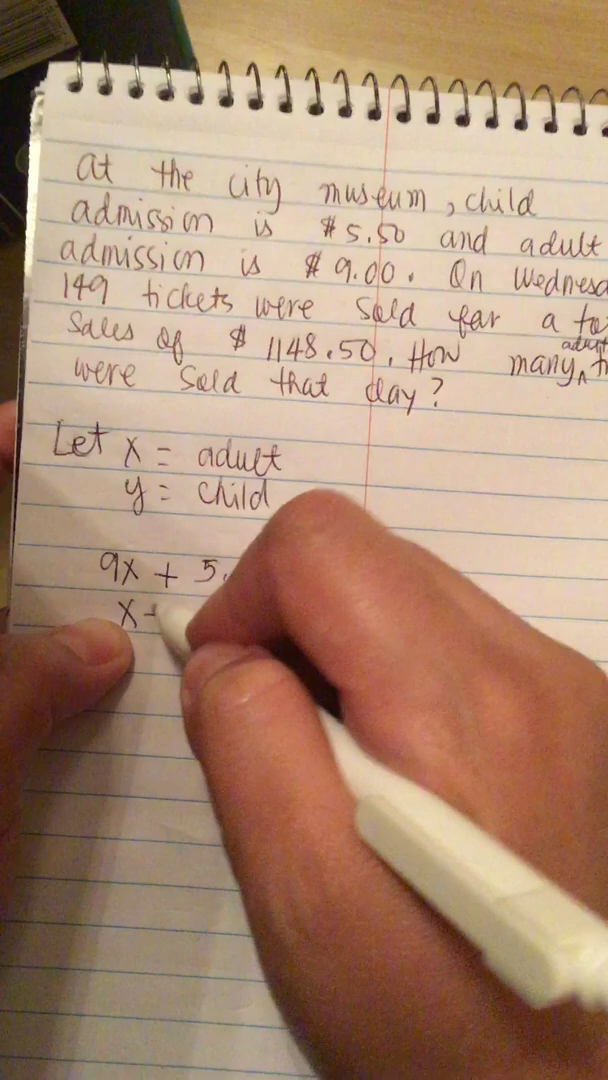 at the city museum, child
admission is $5.50 and adult
admission is $9.00. On Wednesd
149 tickets were sold for a to
sales of $1148.50. How many adult
were sold that day?
Let x = adult
y = child
9x + 5.
x +